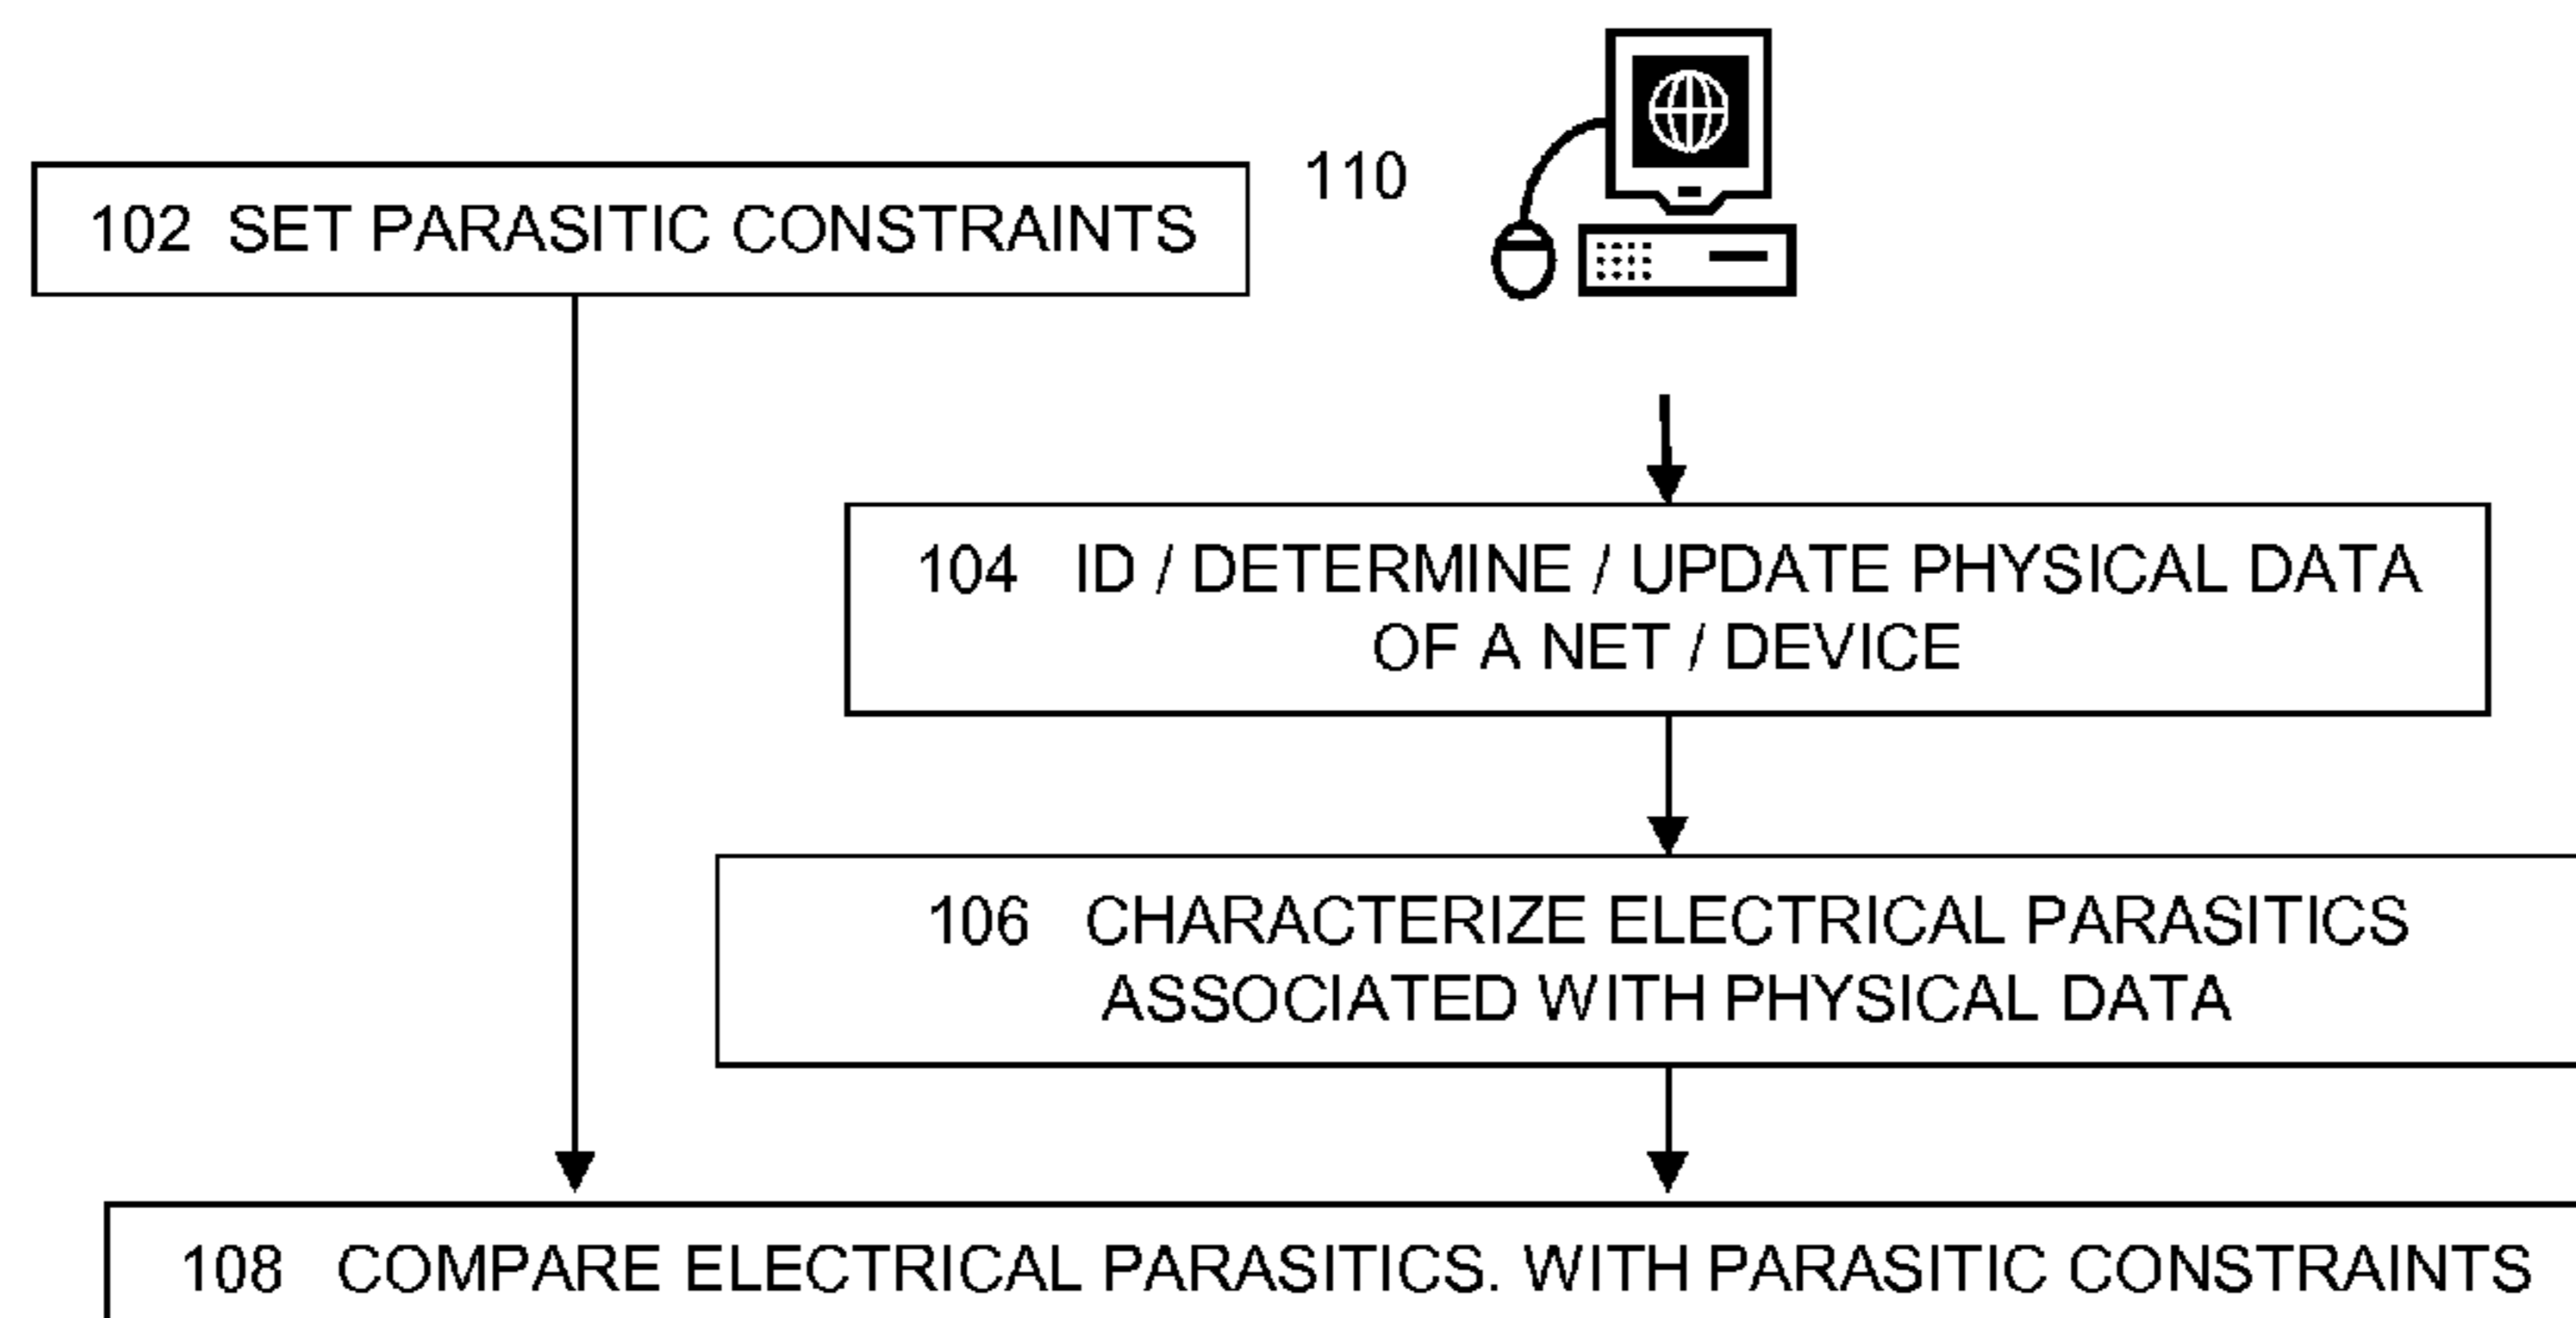 110
102 SET PARASITIC CONSTRAINTS
104 ID / DETERMINE / UPDATE PHYSICAL DATA
OF A NET / DEVICE
106 CHARACTERIZE ELECTRICAL PARASITICS
ASSOCIATED WITH PHYSICAL DATA
108 COMPARE ELECTRICAL PARASITICS. WITH PARASITIC CONSTRAINTS